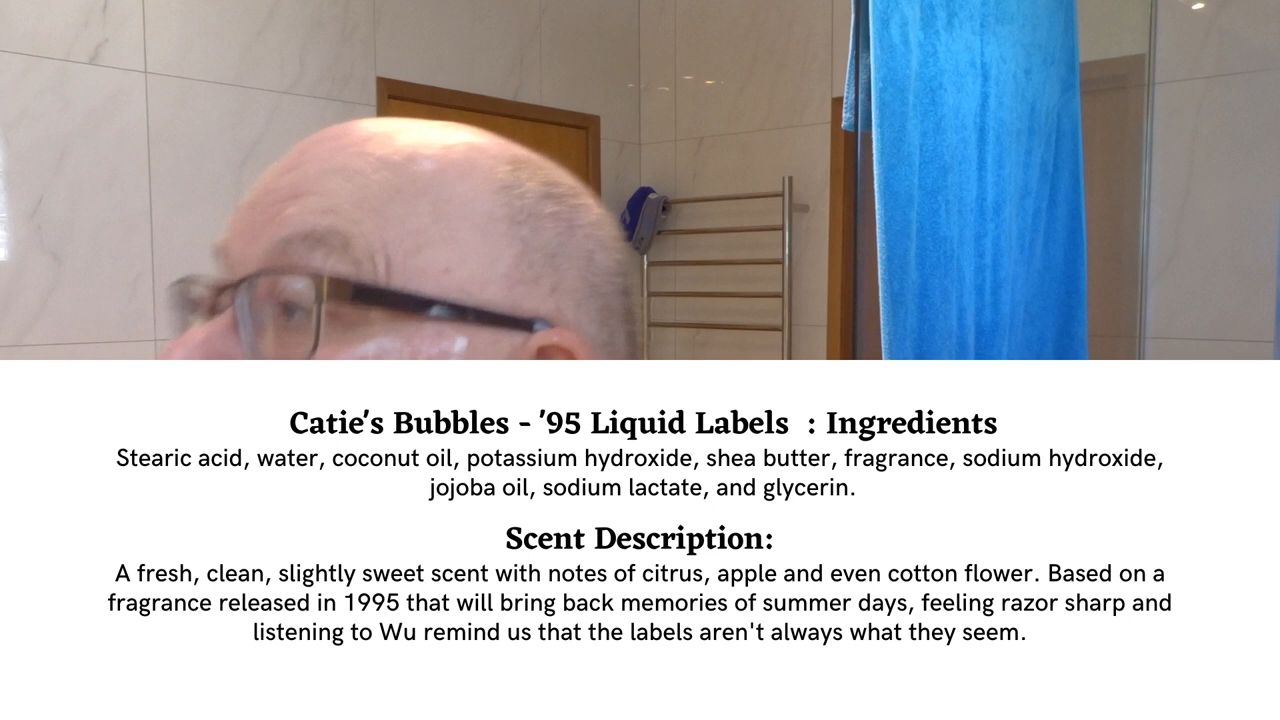 Catie's Bubbles - '95 Liquid Labels : Ingredients
Stearic acid, water, coconut oil, potassium hydroxide, shea butter, fragrance, sodium hydroxide,
jojoba oil, sodium lactate, and glycerin.
Scent Description:
A fresh, clean, slightly sweet scent with notes of citrus, apple and even cotton flower. Based on a
fragrance released in 1995 that will bring back memories of summer days, feeling razor sharp and
listening to Wu remind us that the labels aren't always what they seem.